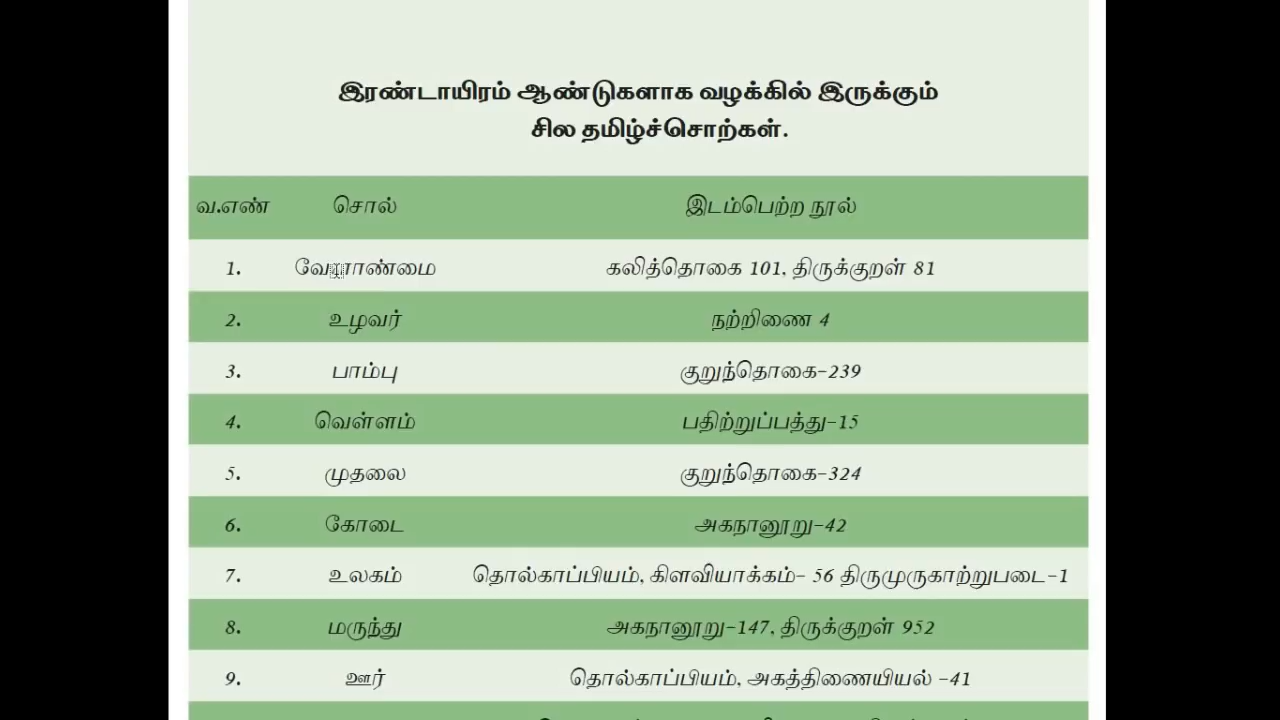 இரண்டாயிரம் ஆண்டுகளாக வழக்கில் இருக்கும்
சில தமிழ்ச்சொற்கள்.
வ.எண் சொல் இடம்பெற்ற நூல்
1. வேளாண்மை கலித்தொகை 101, திருக்குறள் 81
2. உழவர் நற்றிணை 4
3. பாம்பு குறுந்தொகை-239
4. வெள்ளம் பதிற்றுப்பத்து-15
5. முதலை குறுந்தொகை-324
6. கோடை அகநானூறு-42
7. உலகம் தொல்காப்பியம், கிளவியாக்கம்- 56 திருமுருகாற்றுபடை-1
8. மருந்து அகநானூறு-147, திருக்குறள் 952
9. ஊர் தொல்காப்பியம், அகத்திணையியல் -41